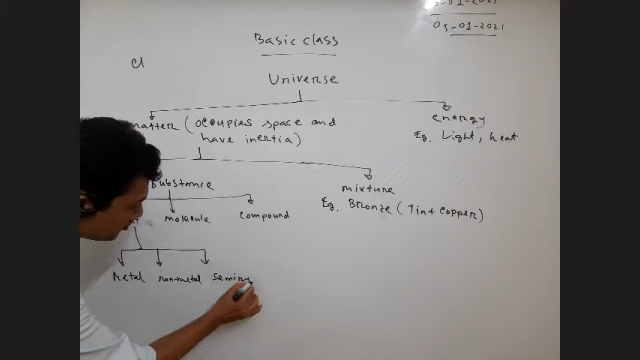 03-01-2021
Basic class
cl
Universe
matter (occupies space and have inertia)
energy
Eg. Light, heat
Substance
mixture
Eg. Bronze (Tin + Copper)
molecule
compound
Metal
non-metal